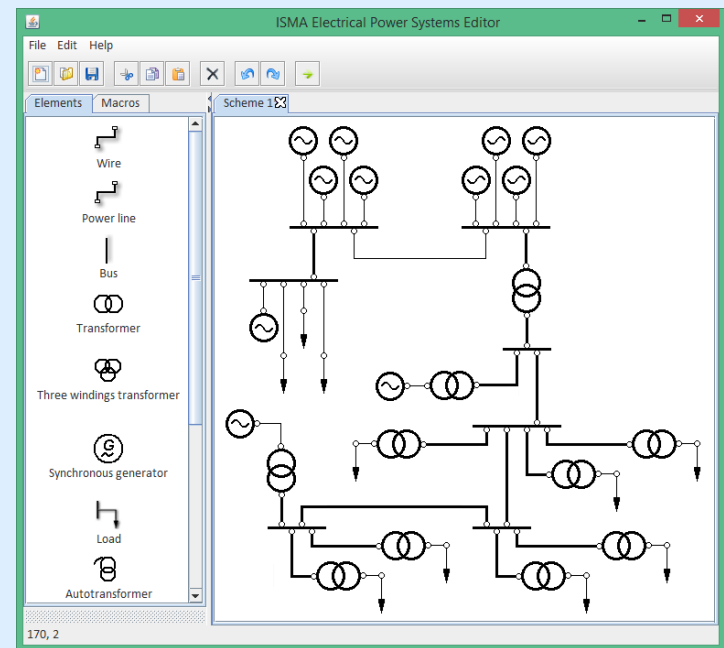 ISMA Electrical Power Systems Editor
File Edit Help
Elements Macros
Scheme 1
Wire
Power line
Bus
Transformer
Three windings transformer
G
Synchronous generator
Load
Autotransformer
170, 2